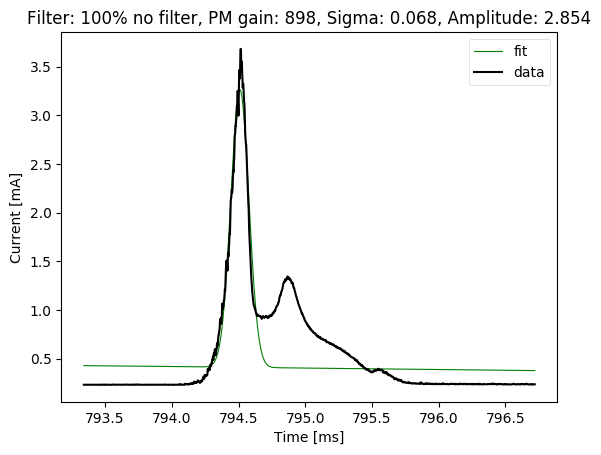 Filter: 100% no filter, PM gain: 898, Sigma: 0.068, Amplitude: 2.854
fit
data
Current [mA]
3.5
3.0
2.5
2.0
1.5
1.0
0.5
793.5 794.0 794.5 795.0 795.5 796.0 796.5
Time [ms]